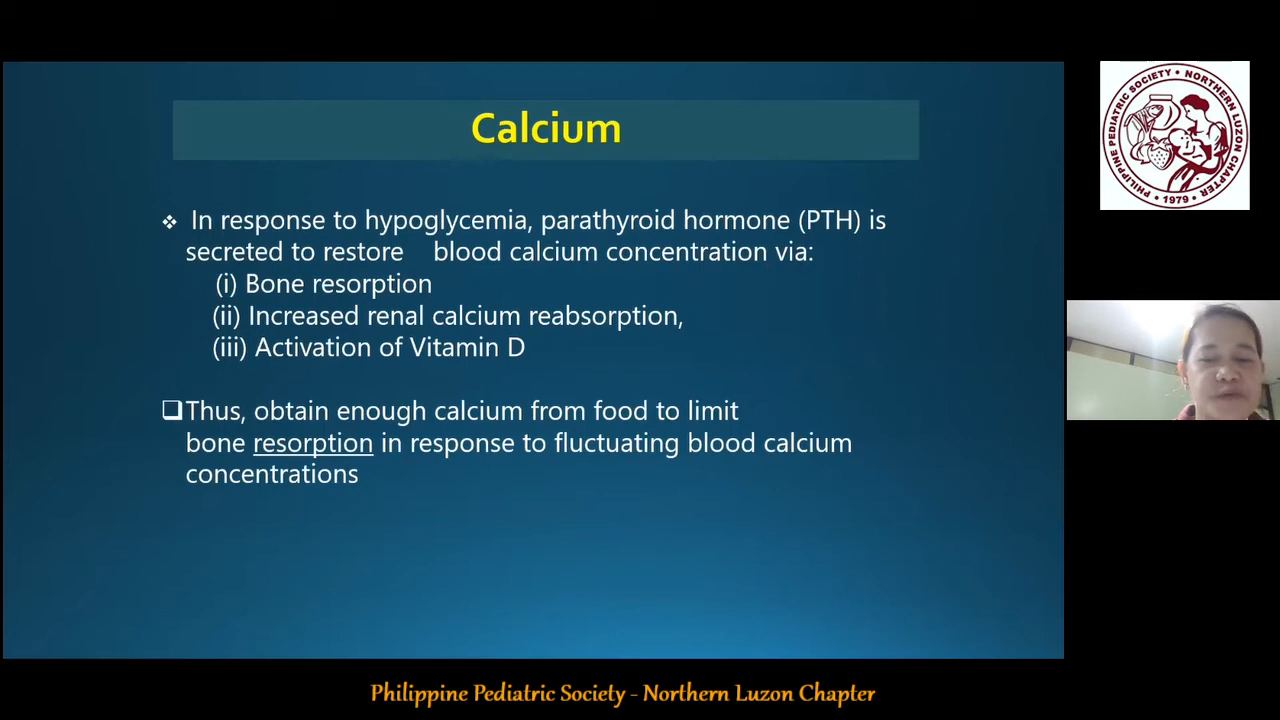 Calcium
❖ In response to hypoglycemia, parathyroid hormone (PTH) is
secreted to restore blood calcium concentration via:
(i) Bone resorption
(ii) Increased renal calcium reabsorption,
(iii) Activation of Vitamin D
❑Thus, obtain enough calcium from food to limit
bone resorption in response to fluctuating blood calcium
concentrations
PHILIPPINE PEDIATRIC SOCIETY • NORTHERN LUZON CHAPTER
• 1979 •
Philippine Pediatric Society - Northern Luzon Chapter